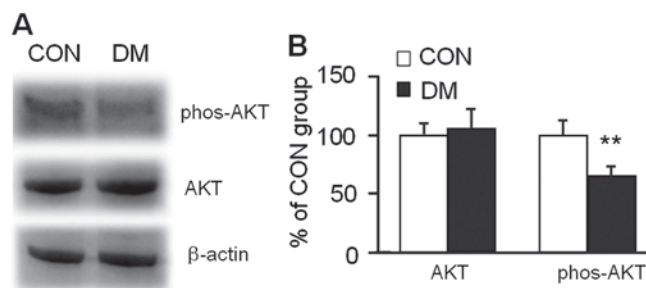 A
CON DM
phos-AKT
AKT
β-actin
B
CON
DM
% of CON group
150
100
50
0
**
AKT phos-AKT